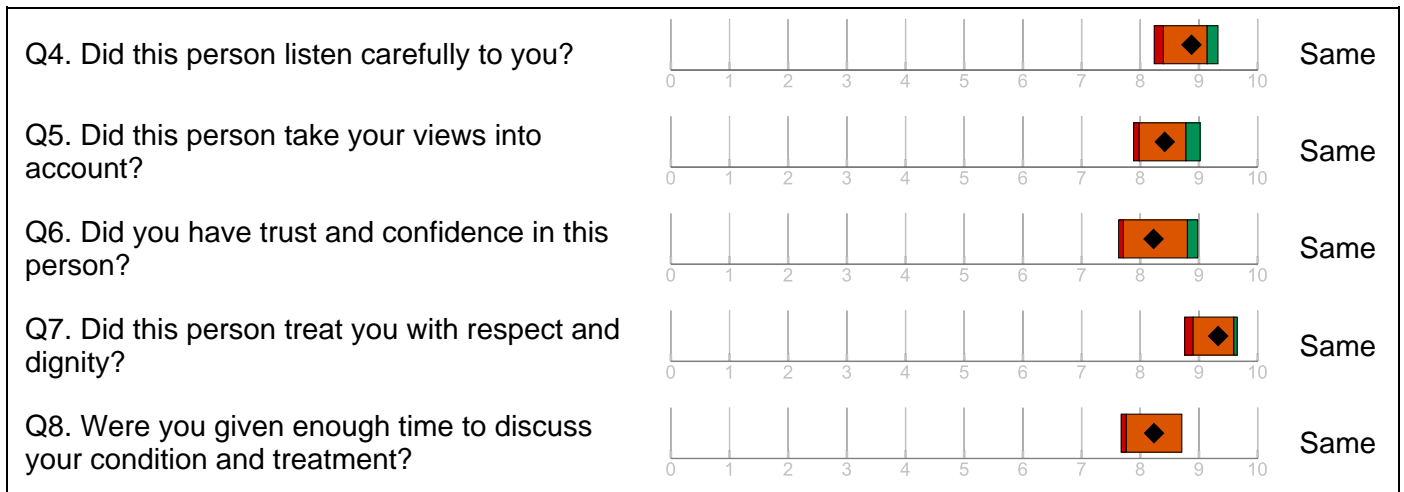 Q4. Did this person listen carefully to you?
0 1 2 3 4 5 6 7 8 9 10
Same
Q5. Did this person take your views into
account?
0 1 2 3 4 5 6 7 8 9 10
Same
Q6. Did you have trust and confidence in this
person?
0 1 2 3 4 5 6 7 8 9 10
Same
Q7. Did this person treat you with respect and
dignity?
0 1 2 3 4 5 6 7 8 9 10
Same
Q8. Were you given enough time to discuss
your condition and treatment?
0 1 2 3 4 5 6 7 8 9 10
Same